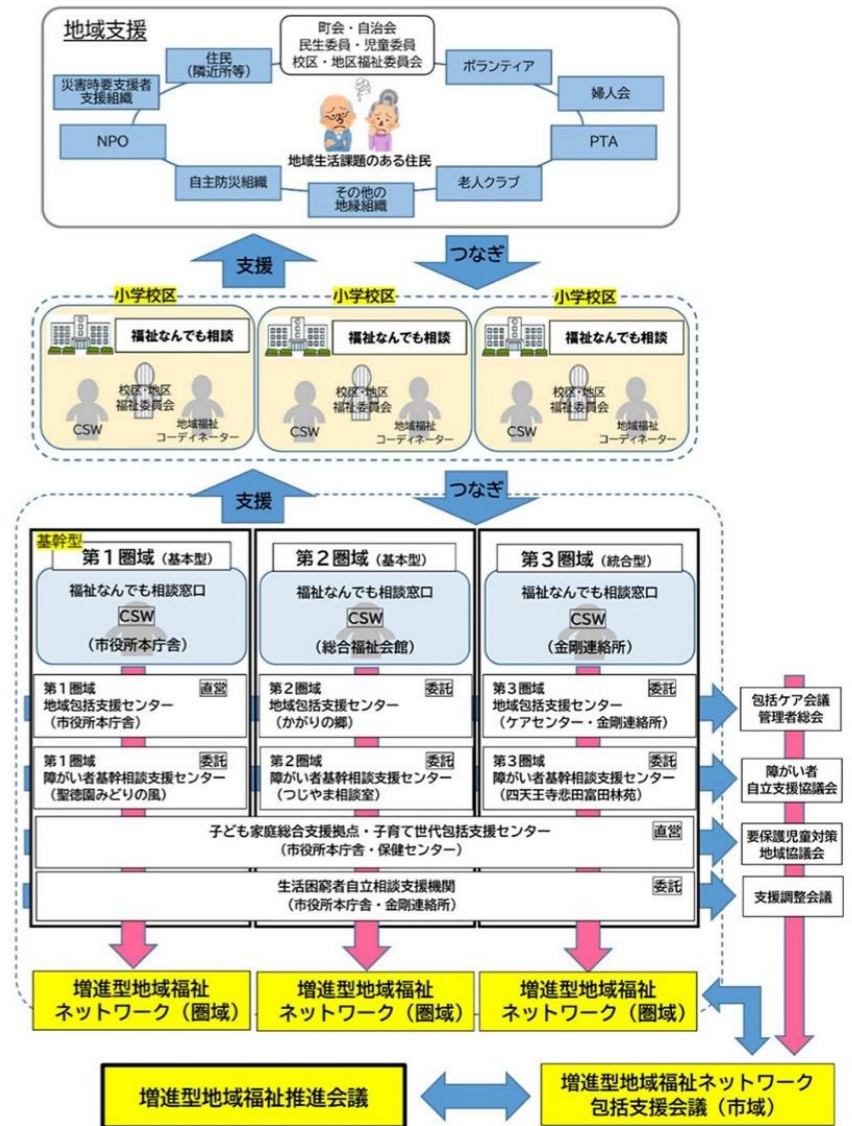 地域支援
町会・自治会
民生委員・児童委員
校区・地区福祉委員会
住民
(隣近所等)
ボランティア
災害時要支援者
支援組織
婦人会
NPO
PTA
地域生活課題のある住民
自主防災組織
老人クラブ
その他の
地縁組織
支援
つなぎ
小学校区
小学校区
小学校区
福祉なんでも相談
福祉なんでも相談
福祉なんでも相談
校区・地区
福祉委員会
CSW
地域福祉
コーディネーター
校区・地区
福祉委員会
CSW
地域福祉
コーディネーター
校区・地区
福祉委員会
CSW
地域福祉
コーディネーター
支援
つなぎ
基幹型
第1圏域(基本型)
第2圏域(基本型)
第3圏域(統合型)
福祉なんでも相談窓口
CSW
(市役所本庁舎)
福祉なんでも相談窓口
CSW
(総合福祉会館)
福祉なんでも相談窓口
CSW
(金剛連絡所)
第1圏域 直営
地域包括支援センター
(市役所本庁舎)
第2圏域 委託
地域包括支援センター
(かがりの郷)
第3圏域 委託
地域包括支援センター
(ケアセンター・金剛連絡所)
包括ケア会議
管理者総会
第1圏域 委託
障がい者基幹相談支援センター
(聖徳園みどりの風)
第2圏域 委託
障がい者基幹相談支援センター
(つじやま相談室)
第3圏域 委託
障がい者基幹相談支援センター
(四天王寺悲田富田林苑)
障がい者
自立支援協議会
子ども家庭総合支援拠点・子育て世代包括支援センター 直営
(市役所本庁舎・保健センター)
要保護児童対策
地域協議会
生活困窮者自立相談支援機関 委託
(市役所本庁舎・金剛連絡所)
支援調整会議
増進型地域福祉
ネットワーク(圏域)
増進型地域福祉
ネットワーク(圏域)
増進型地域福祉
ネットワーク(圏域)
増進型地域福祉推進会議
増進型地域福祉ネットワーク
包括支援会議(市域)